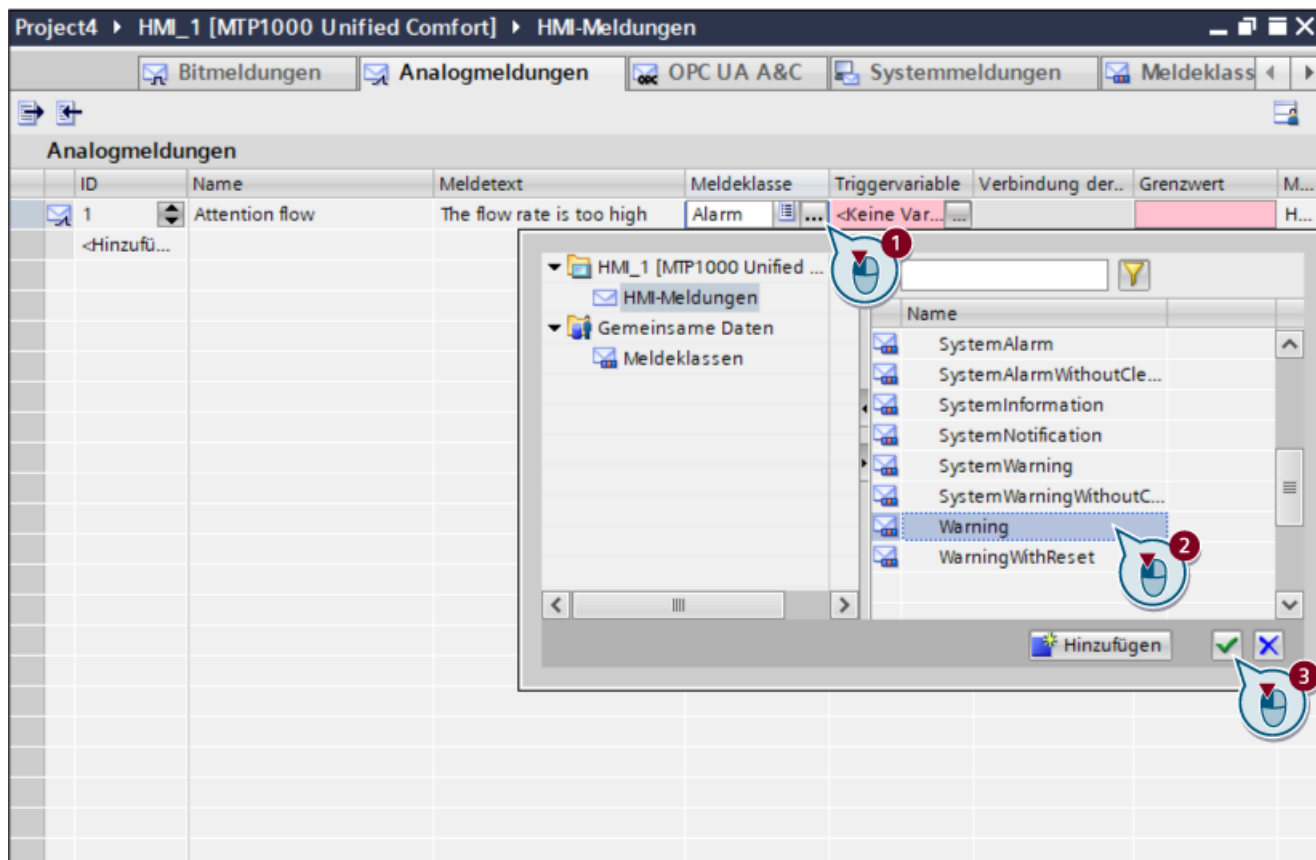 Project4 ▸ HMI_1 [MTP1000 Unified Comfort] ▸ HMI-Meldungen
Bitmeldungen Analogmeldungen OPC UA A&C Systemmeldungen Meldeklass
Analogmeldungen
ID Name Meldetext Meldeklasse Triggervariable Verbindung der.. Grenzwert M...
1 Attention flow The flow rate is too high Alarm ... <Keine Var... ... H...
<Hinzufü...
1
HMI_1 [MTP1000 Unified ...
HMI-Meldungen
Gemeinsame Daten
Meldeklassen
Name
SystemAlarm
SystemAlarmWithoutCle...
SystemInformation
SystemNotification
SystemWarning
SystemWarningWithoutC...
Warning
2
WarningWithReset
Hinzufügen
3